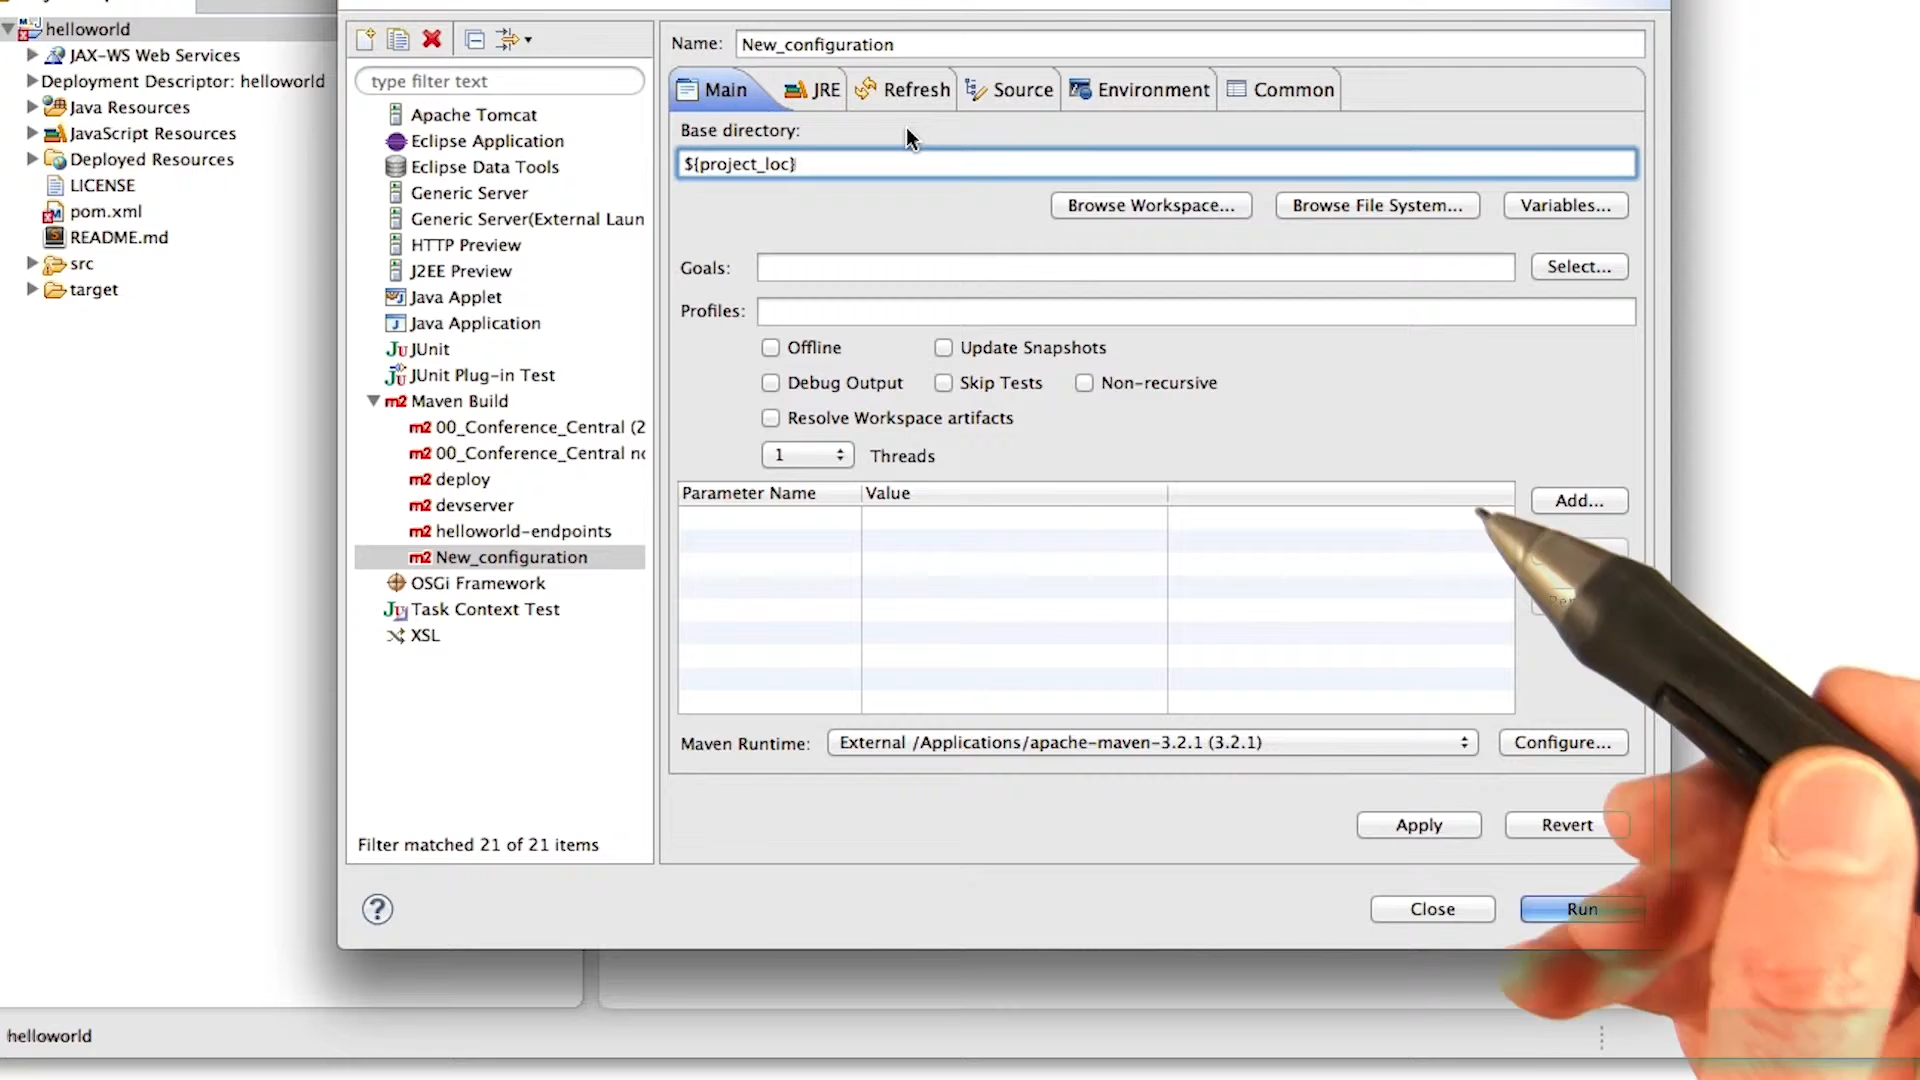 helloworld
JAX-WS Web Services
Deployment Descriptor: helloworld
Java Resources
JavaScript Resources
Deployed Resources
LICENSE
pom.xml
README.md
src
target
type filter text
Apache Tomcat
Eclipse Application
Eclipse Data Tools
Generic Server
Generic Server(External Laun
HTTP Preview
J2EE Preview
Java Applet
Java Application
JUnit
JUnit Plug-in Test
Maven Build
00_Conference_Central (2
00_Conference_Central no
deploy
devserver
helloworld-endpoints
New_configuration
OSGi Framework
Task Context Test
XSL
Filter matched 21 of 21 items
Name: New_configuration
Main JRE Refresh Source Environment Common
Base directory:
${project_loc}
Browse Workspace... Browse File System... Variables...
Goals: Select...
Profiles:
Offline Update Snapshots
Debug Output Skip Tests Non-recursive
Resolve Workspace artifacts
1 Threads
Parameter Name Value Add...
Maven Runtime: External /Applications/apache-maven-3.2.1 (3.2.1) Configure...
Apply Revert
? Close Run
helloworld